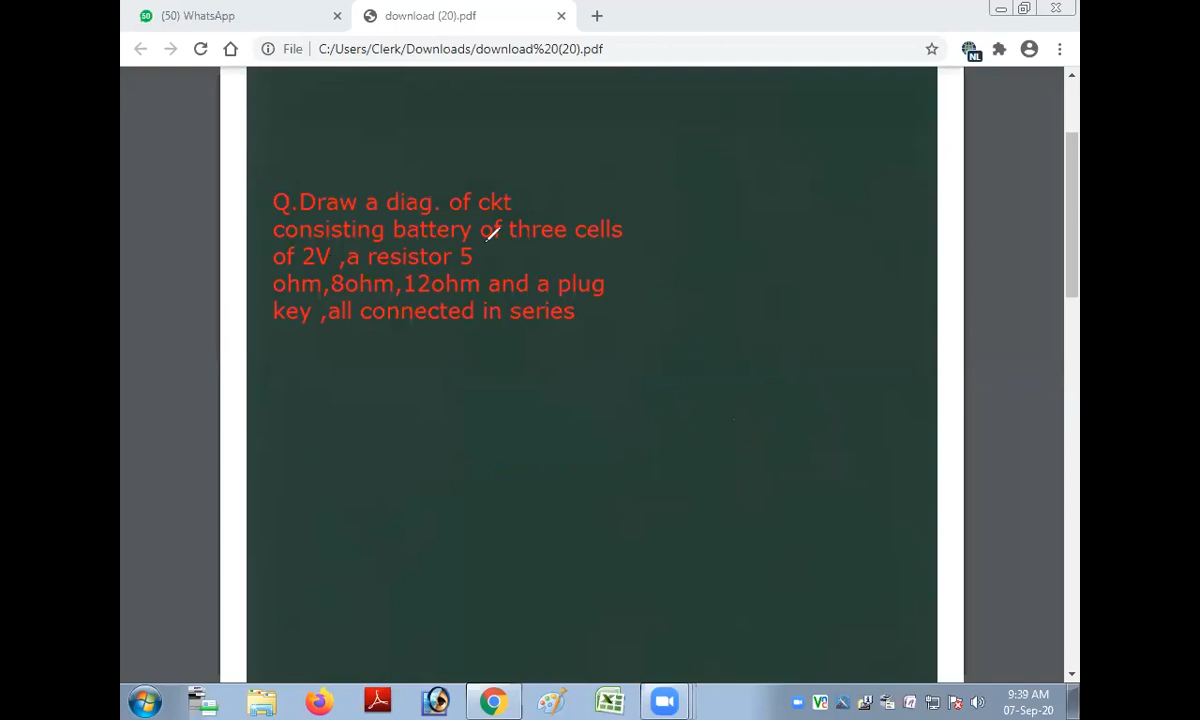 (50) WhatsApp
download (20).pdf
File
C:/Users/Clerk/Downloads/download%20(20).pdf
NL
Q.Draw a diag. of ckt
consisting battery of three cells
of 2V ,a resistor 5
ohm,8ohm,12ohm and a plug
key ,all connected in series
9:39 AM
07-Sep-20